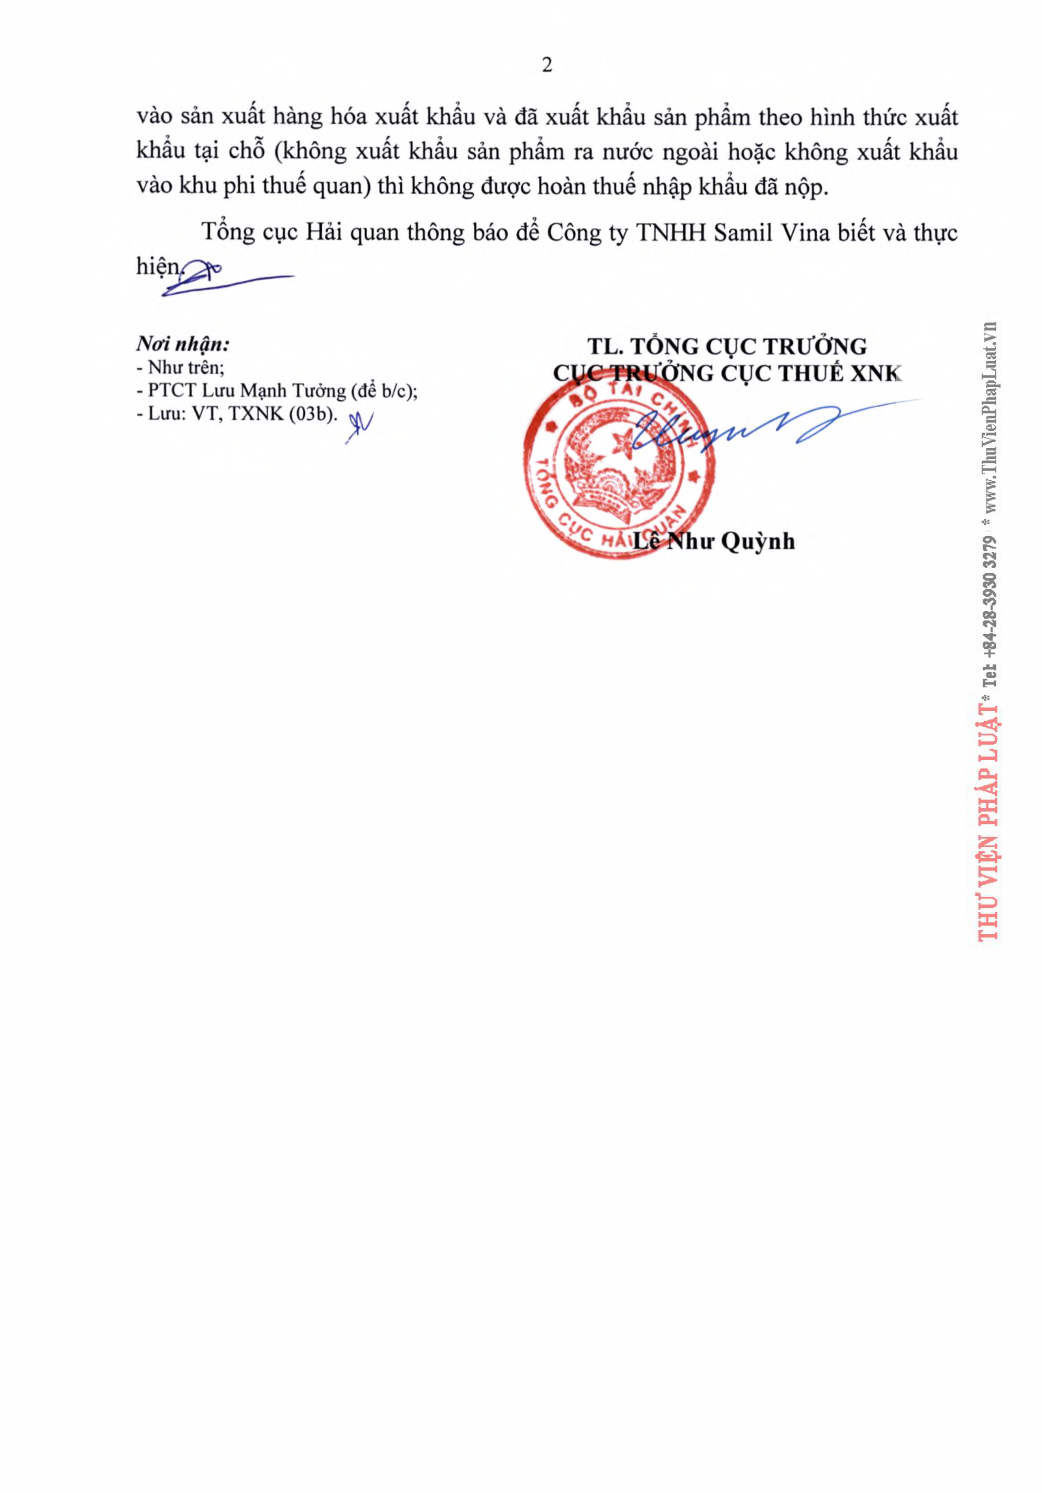 2
vào sản xuất hàng hóa xuất khẩu và đã xuất khẩu sản phẩm theo hình thức xuất
khẩu tại chỗ (không xuất khẩu sản phẩm ra nước ngoài hoặc không xuất khẩu
vào khu phi thuế quan) thì không được hoàn thuế nhập khẩu đã nộp.
Tổng cục Hải quan thông báo để Công ty TNHH Samil Vina biết và thực
hiện.
Nơi nhận:
- Như trên;
- PTCT Lưu Mạnh Tưởng (để b/c);
- Lưu: VT, TXNK (03b).
TL. TỔNG CỤC TRƯỞNG
CỤC TRƯỞNG CỤC THUẾ XNK
BỘ TÀI CHÍNH
TỔNG CỤC HẢI QUAN
Lê Như Quỳnh
THƯ VIỆN PHÁP LUẬT * Tel: +84-28-3930 3279 * www.ThuVienPhapLuat.vn